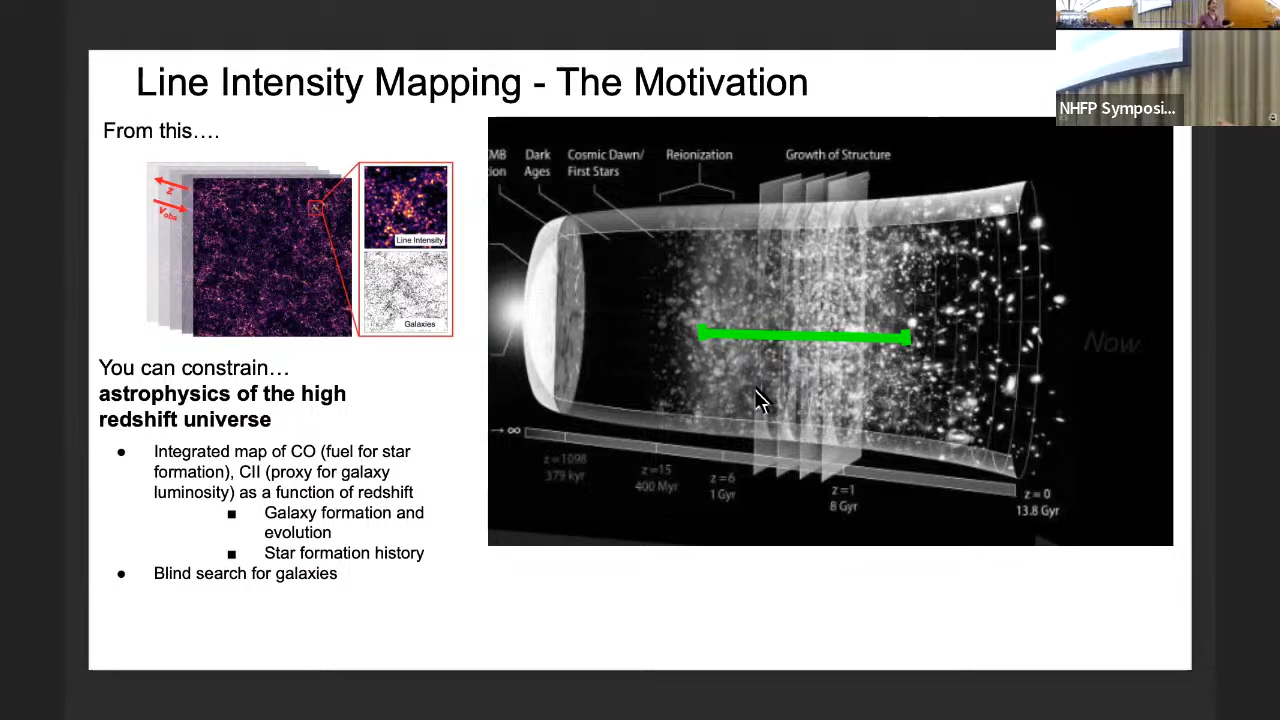 Line Intensity Mapping - The Motivation
NHFP Symposi...
From this….
z
ν obs
Line Intensity
Galaxies
You can constrain…
astrophysics of the high
redshift universe
● Integrated map of CO (fuel for star
formation), CII (proxy for galaxy
luminosity) as a function of redshift
■ Galaxy formation and
evolution
■ Star formation history
● Blind search for galaxies
MB
ion
Dark
Ages
Cosmic Dawn/
First Stars
Reionization
Growth of Structure
Now
→ ∞
z=1098
379 kyr
z=15
400 Myr
z=6
1 Gyr
z=1
8 Gyr
z=0
13.8 Gyr